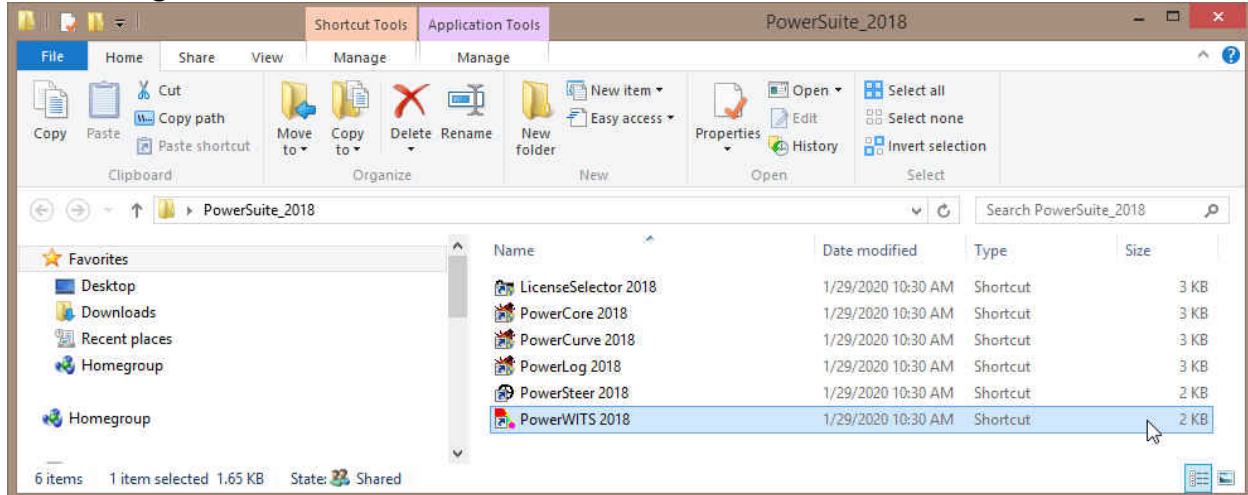 Shortcut Tools Application Tools PowerSuite_2018
File Home Share View Manage Manage
Copy
Paste
Cut
Copy path
Paste shortcut
Clipboard
Move to
Copy to
Delete
Rename
Organize
New folder
New item
Easy access
New
Properties
Open
Edit
History
Open
Select all
Select none
Invert selection
Select
PowerSuite_2018
Search PowerSuite_2018
Favorites
Desktop
Downloads
Recent places
Homegroup
Homegroup
Name Date modified Type Size
LicenseSelector 2018 1/29/2020 10:30 AM Shortcut 3 KB
PowerCore 2018 1/29/2020 10:30 AM Shortcut 3 KB
PowerCurve 2018 1/29/2020 10:30 AM Shortcut 3 KB
PowerLog 2018 1/29/2020 10:30 AM Shortcut 3 KB
PowerSteer 2018 1/29/2020 10:30 AM Shortcut 2 KB
PowerWITS 2018 1/29/2020 10:30 AM Shortcut 2 KB
6 items 1 item selected 1.65 KB State: Shared